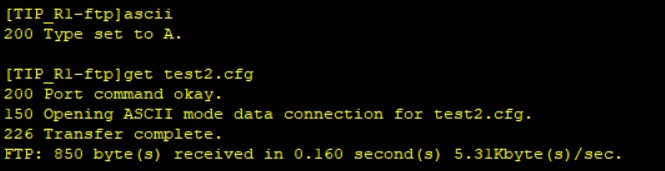 [TIP_R1-ftp]ascii
200 Type set to A.
[TIP_R1-ftp]get test2.cfg
200 Port command okay.
150 Opening ASCII mode data connection for test2.cfg.
226 Transfer complete.
FTP: 850 byte(s) received in 0.160 second(s) 5.31Kbyte(s)/sec.